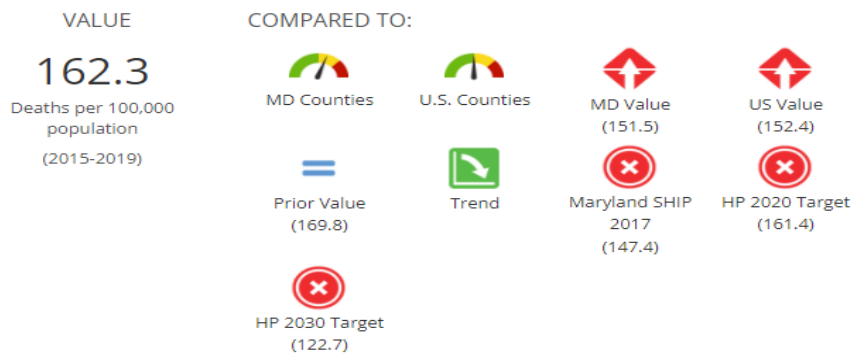 VALUE
COMPARED TO:
162.3
Deaths per 100,000
population
(2015-2019)
MD Counties
U.S. Counties
MD Value
(151.5)
US Value
(152.4)
Prior Value
(169.8)
Trend
Maryland SHIP
2017
(147.4)
HP 2020 Target
(161.4)
HP 2030 Target
(122.7)